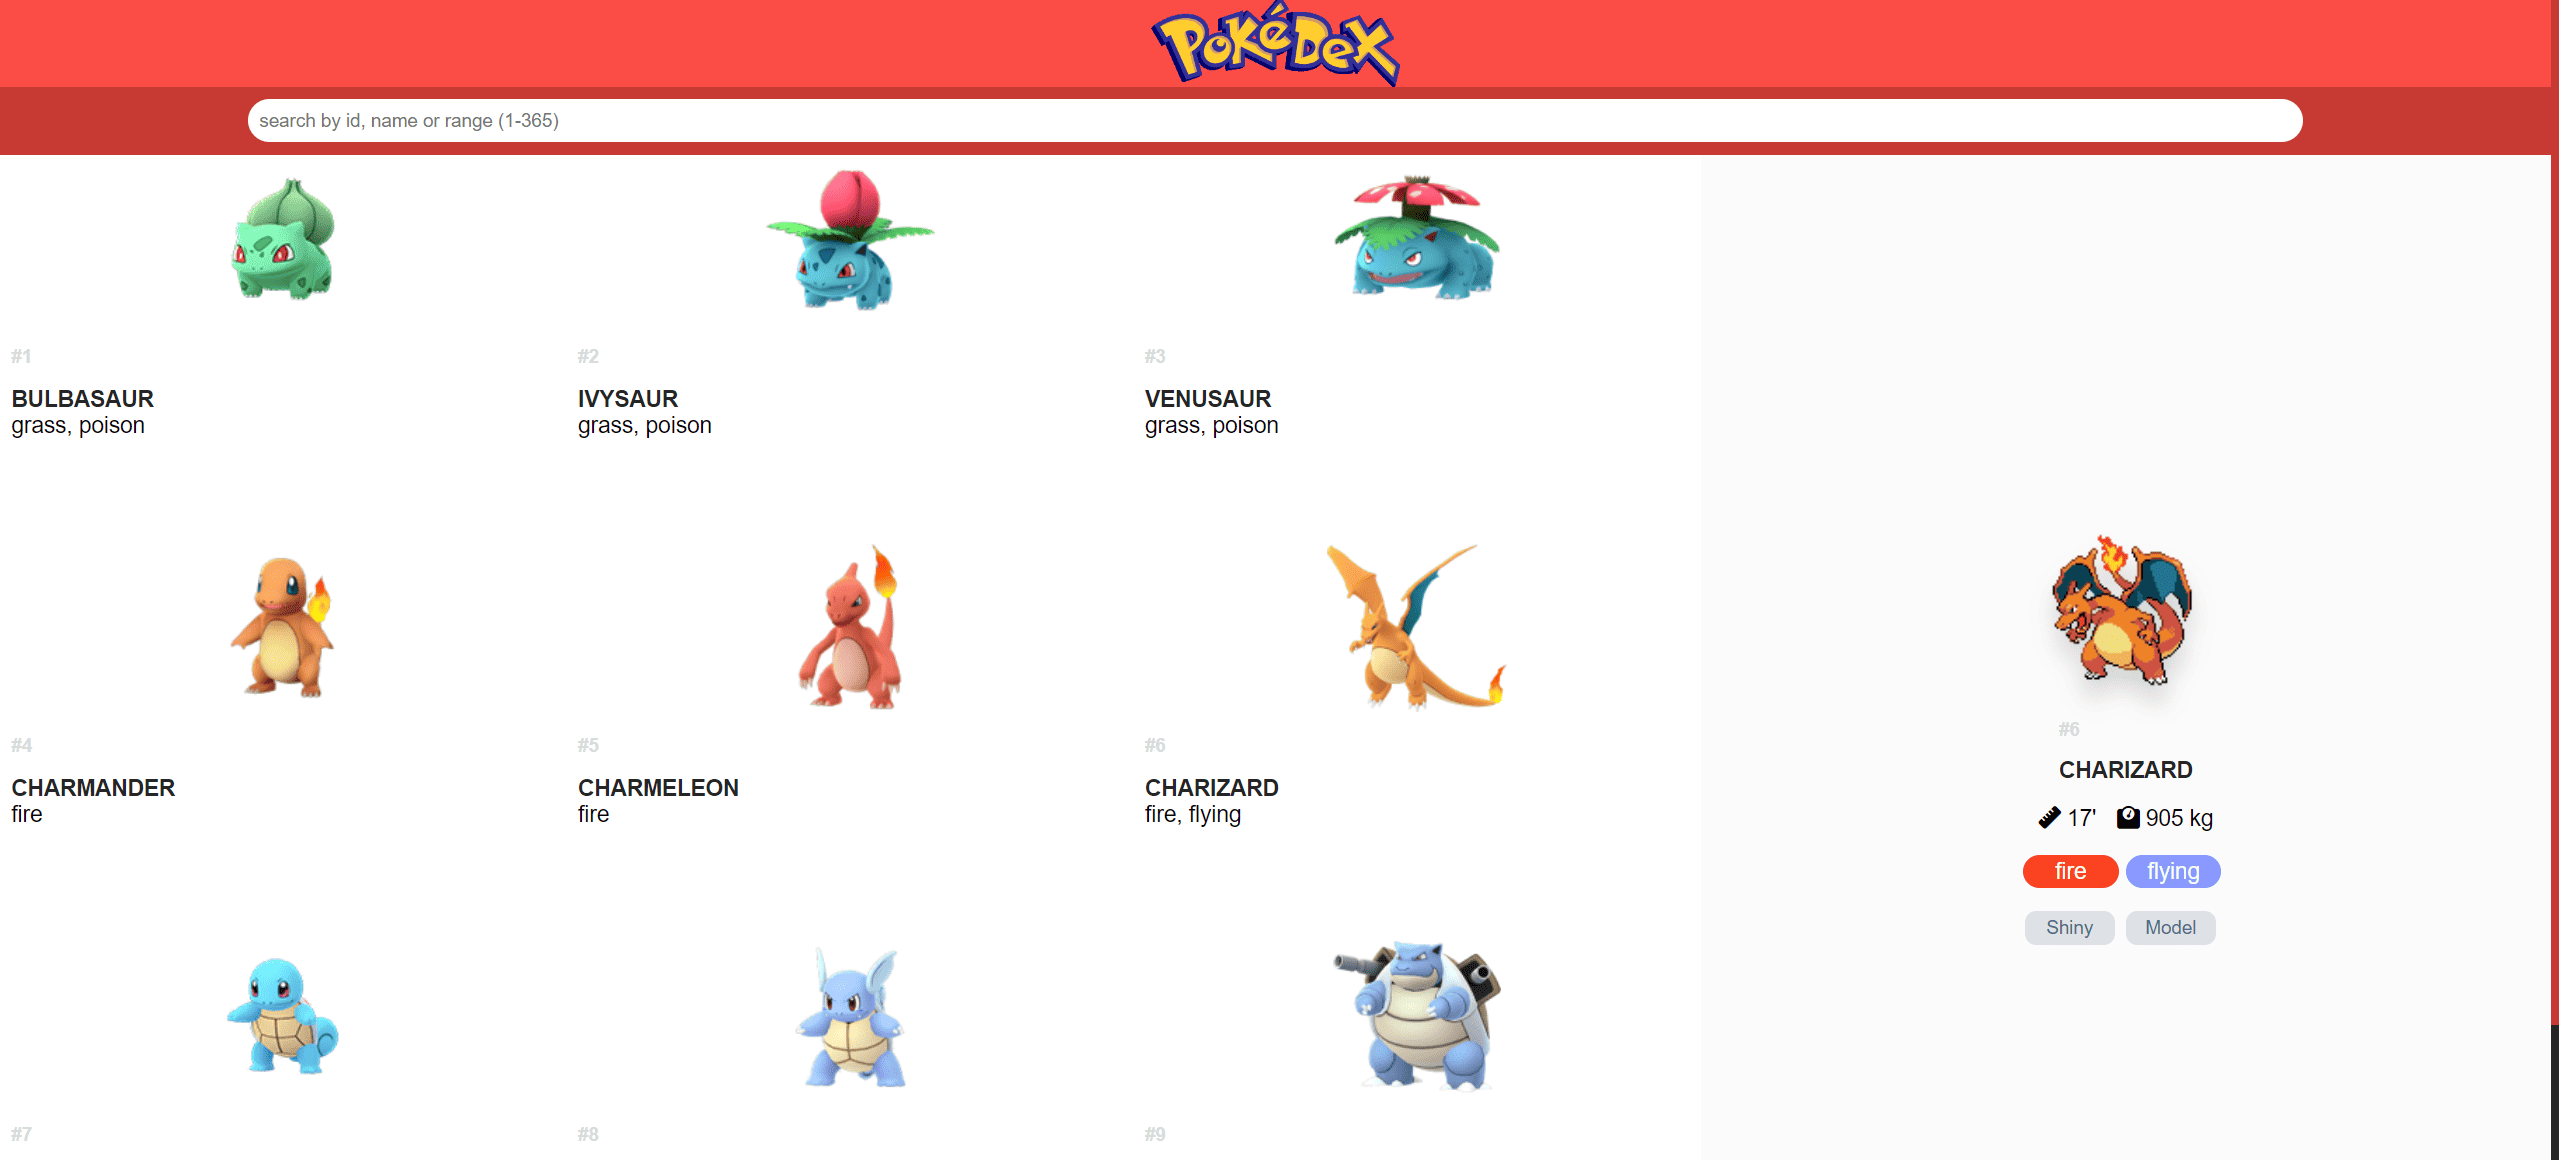 PoKéDeX
search by id, name or range (1-365)
#1
BULBASAUR
grass, poison
#2
IVYSAUR
grass, poison
#3
VENUSAUR
grass, poison
#4
CHARMANDER
fire
#5
CHARMELEON
fire
#6
CHARIZARD
fire, flying
#7
#8
#9
#6
CHARIZARD
17' 905 kg
fire flying
Shiny Model